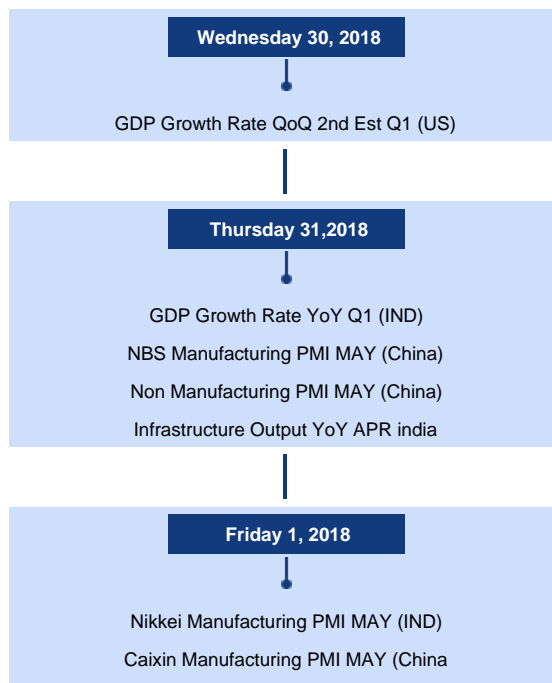 Wednesday 30, 2018
GDP Growth Rate QoQ 2nd Est Q1 (US)
Thursday 31,2018
GDP Growth Rate YoY Q1 (IND)
NBS Manufacturing PMI MAY (China)
Non Manufacturing PMI MAY (China)
Infrastructure Output YoY APR india
Friday 1, 2018
Nikkei Manufacturing PMI MAY (IND)
Caixin Manufacturing PMI MAY (China